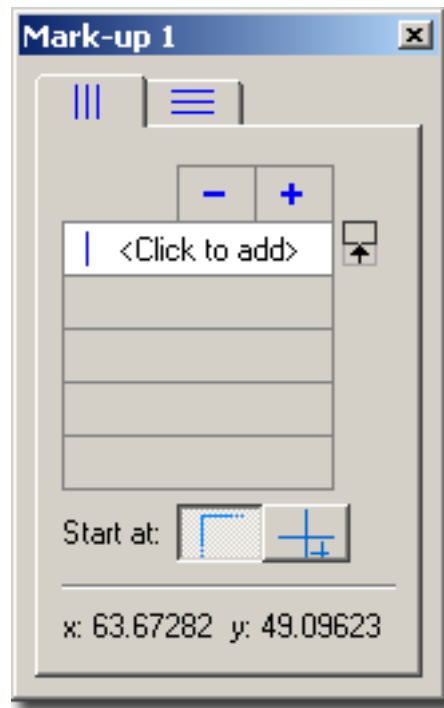 Mark-up 1
- +
<Click to add>
Start at:
x: 63.67282 y: 49.09623